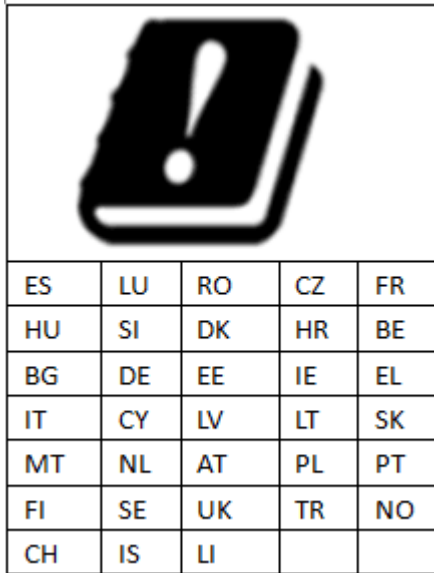 ES LU RO CZ FR
HU SI DK HR BE
BG DE EE IE EL
IT CY LV LT SK
MT NL AT PL PT
FI SE UK TR NO
CH IS LI